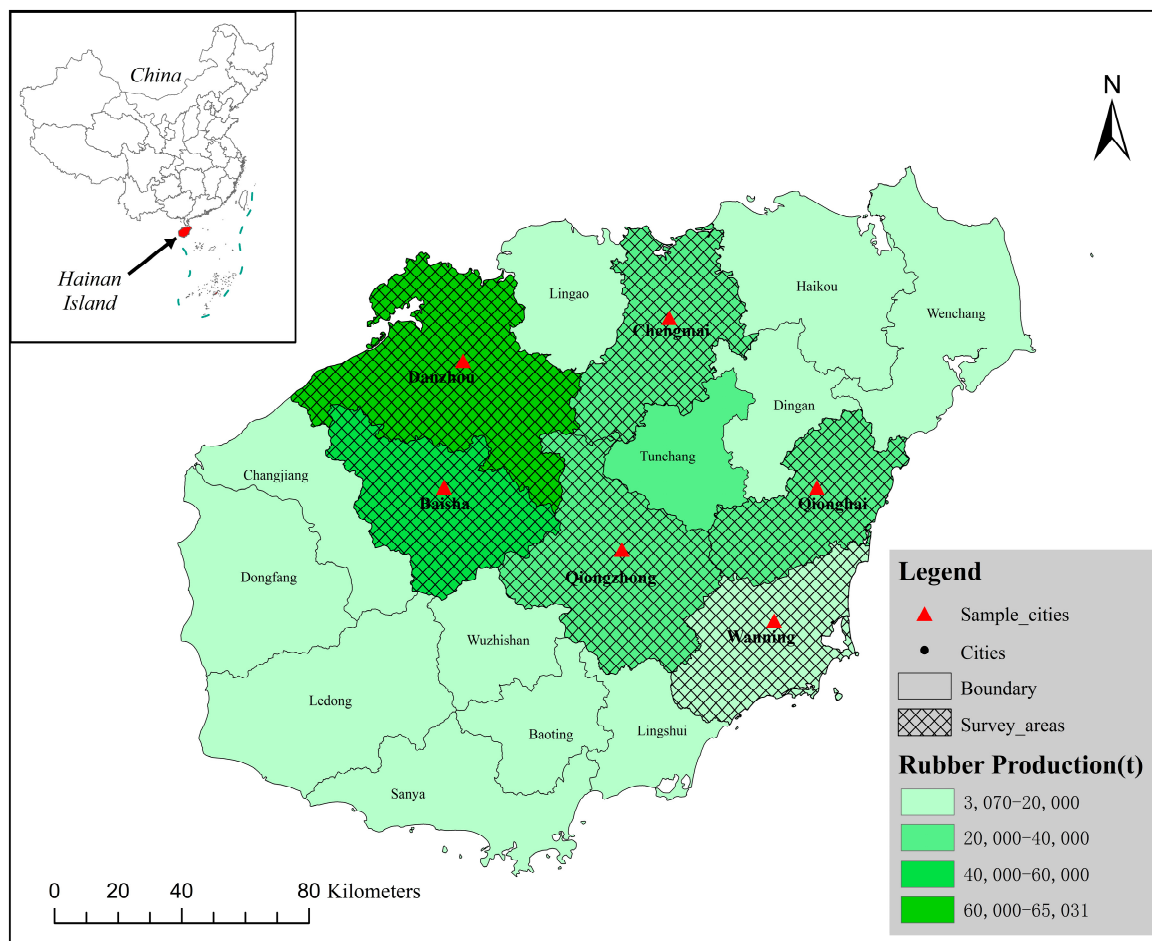 China
Hainan
Island
N
Lingao
Haikou
Wenchang
Chengmai
Danzhou
Dingan
Tunchang
Changjiang
Baisha
Qionghai
Dongfang
Qiongzhong
Wuzhishan
Wanning
Ledong
Baoting
Lingshui
Sanya
Legend
Sample_cities
Cities
Boundary
Survey_areas
Rubber Production(t)
3,070-20,000
20,000-40,000
40,000-60,000
60,000-65,031
0 20 40 80 Kilometers